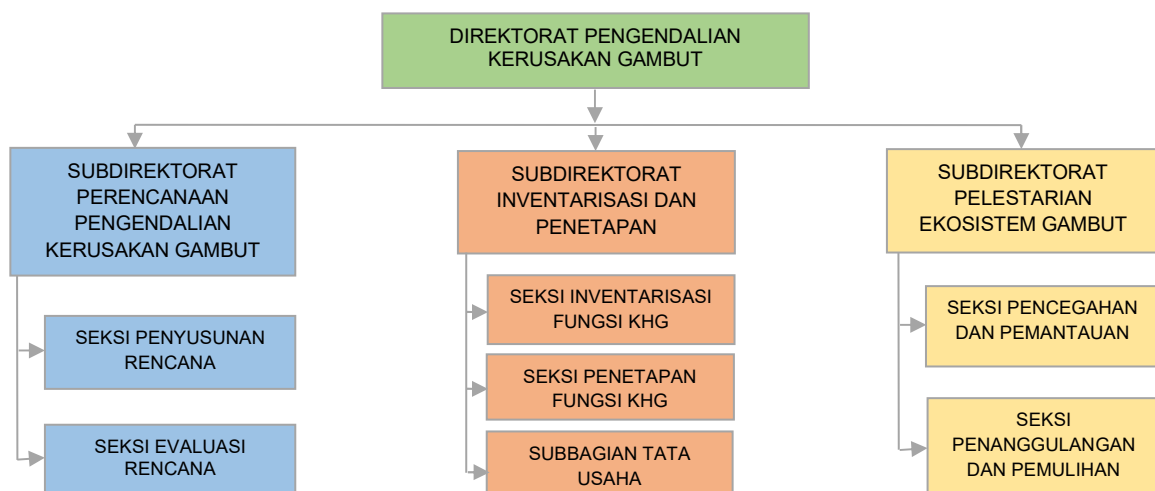 DIREKTORAT PENGENDALIAN
KERUSAKAN GAMBUT
SUBDIREKTORAT
PERENCANAAN
PENGENDALIAN
KERUSAKAN GAMBUT
SEKSI PENYUSUNAN
RENCANA
SEKSI EVALUASI
RENCANA
SUBDIREKTORAT
INVENTARISASI DAN
PENETAPAN
SEKSI INVENTARISASI
FUNGSI KHG
SEKSI PENETAPAN
FUNGSI KHG
SUBBAGIAN TATA
USAHA
SUBDIREKTORAT
PELESTARIAN
EKOSISTEM GAMBUT
SEKSI PENCEGAHAN
DAN PEMANTAUAN
SEKSI
PENANGGULANGAN
DAN PEMULIHAN